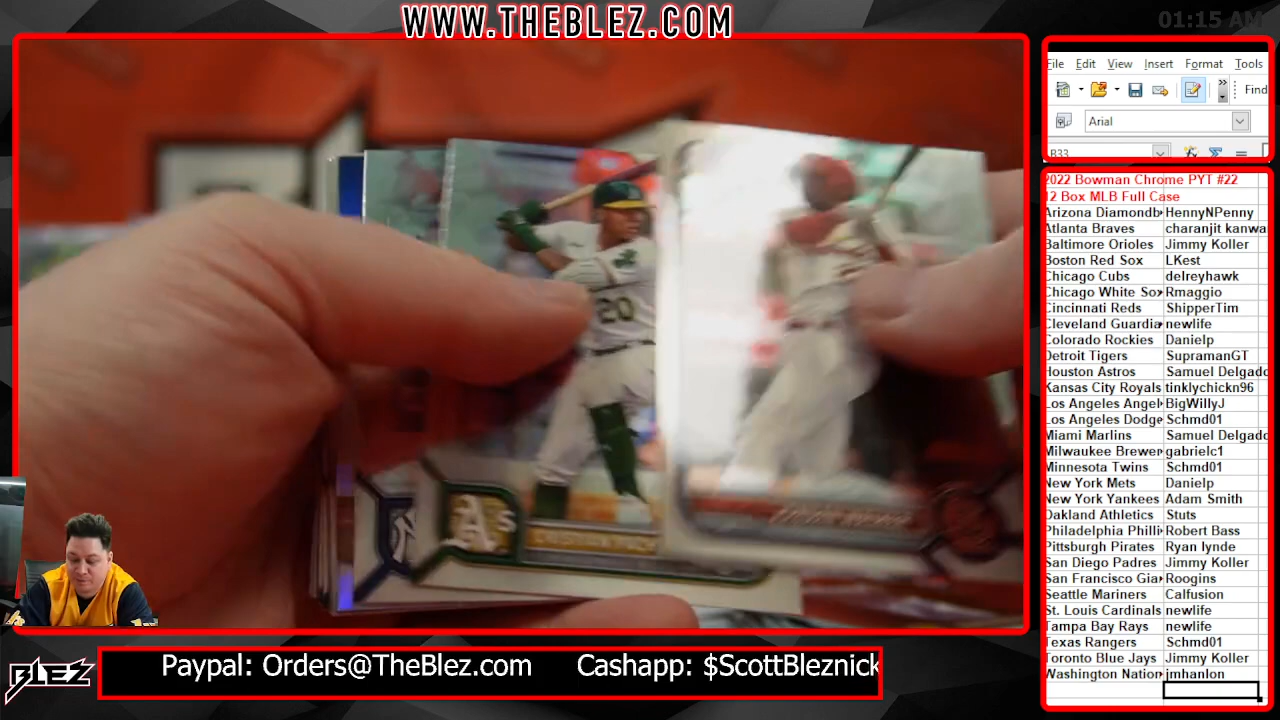 WWW.THEBLEZ.COM
01:15 AM
File Edit View Insert Format Tools
Find
Arial
B33
2022 Bowman Chrome PYT #22
12 Box MLB Full Case
Arizona Diamondb HennyNPenny
Atlanta Braves charanjit kanwa
Baltimore Orioles Jimmy Koller
Boston Red Sox LKest
Chicago Cubs delreyhawk
Chicago White Sox Rmaggio
Cincinnati Reds ShipperTim
Cleveland Guardia newlife
Colorado Rockies Danielp
Detroit Tigers SupramanGT
Houston Astros Samuel Delgado
Kansas City Royals tinklychickn96
Los Angeles Angel BigWillyJ
Los Angeles Dodge Schmd01
Miami Marlins Samuel Delgado
Milwaukee Brewer gabrielc1
Minnesota Twins Schmd01
New York Mets Danielp
New York Yankees Adam Smith
Oakland Athletics Stuts
Philadelphia Philli Robert Bass
Pittsburgh Pirates Ryan lynde
San Diego Padres Jimmy Koller
San Francisco Gia Roogins
Seattle Mariners Calfusion
St. Louis Cardinals newlife
Tampa Bay Rays newlife
Texas Rangers Schmd01
Toronto Blue Jays Jimmy Koller
Washington Nation jmhanlon
20
A's
BLEZ
Paypal: Orders@TheBlez.com Cashapp: $ScottBleznick